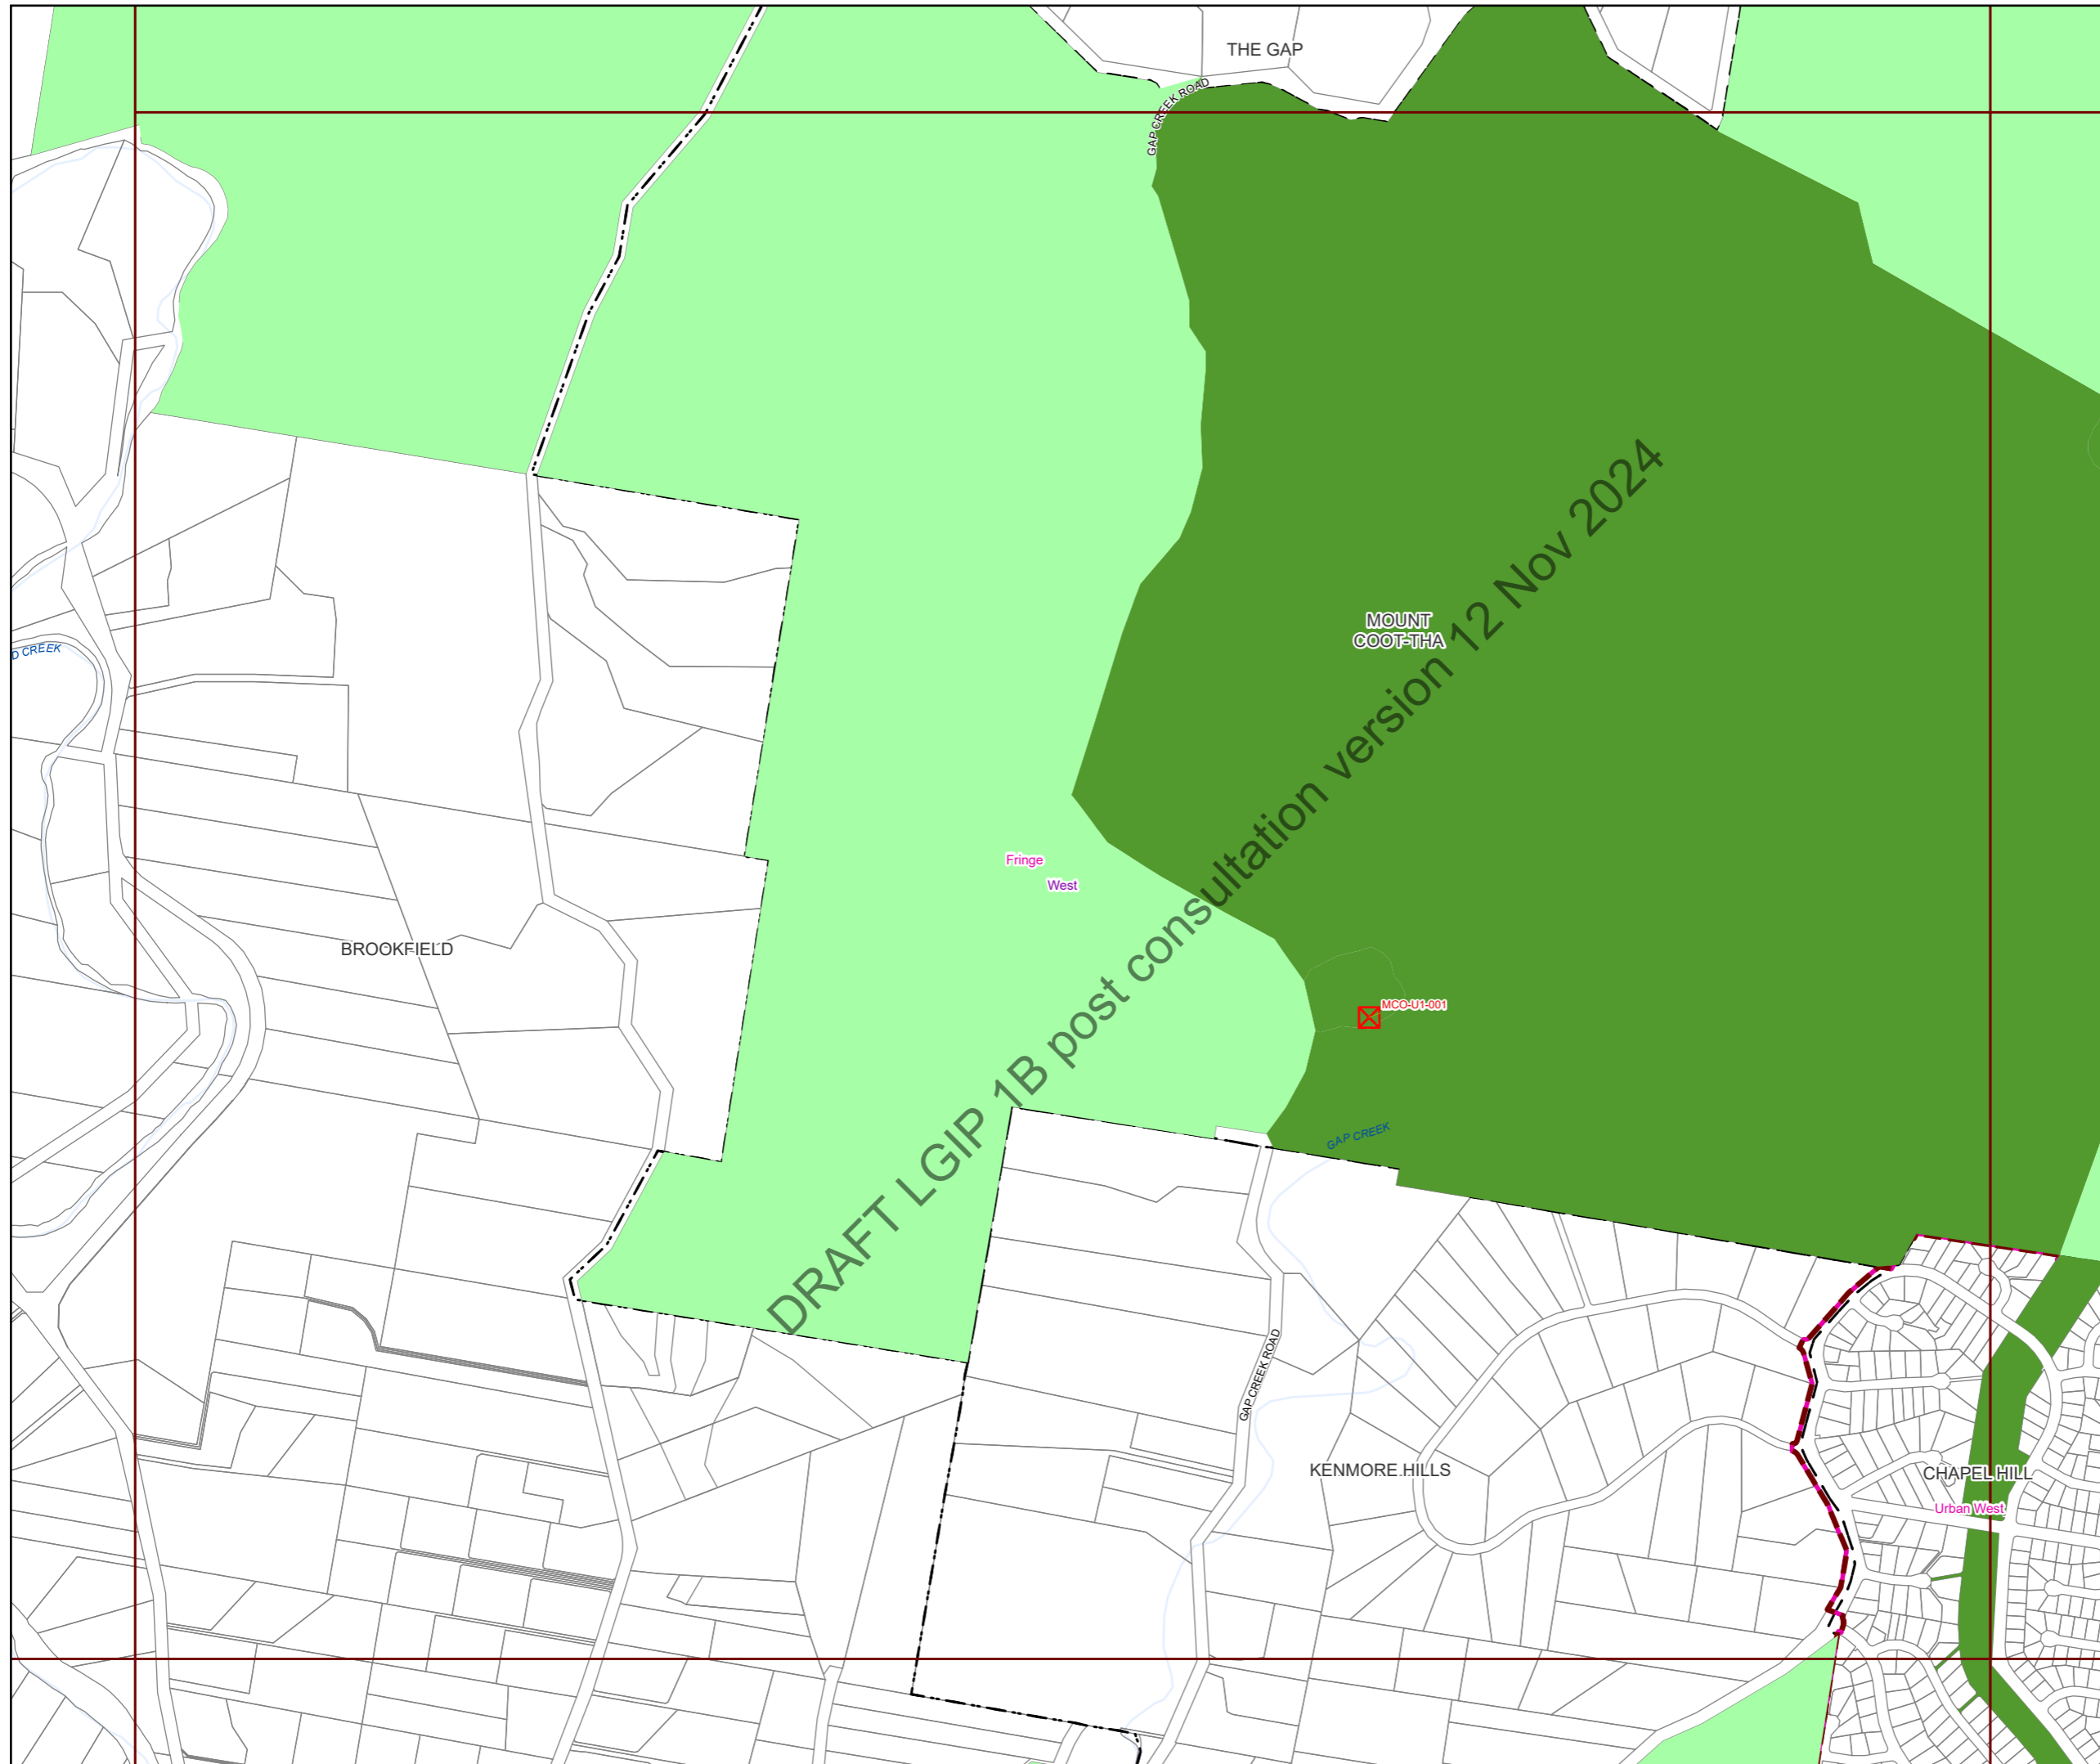 THE GAP
GAP CREEK ROAD
DRAFT LGIP 1B post consultation version 12 Nov 2024
MOUNT
COOT-THA
D CREEK
Fringe
West
BROOKFIELD
MCO-U1-001
GAP CREEK
GAP CREEK ROAD
KENMORE HILLS
CHAPEL HILL
Urban West